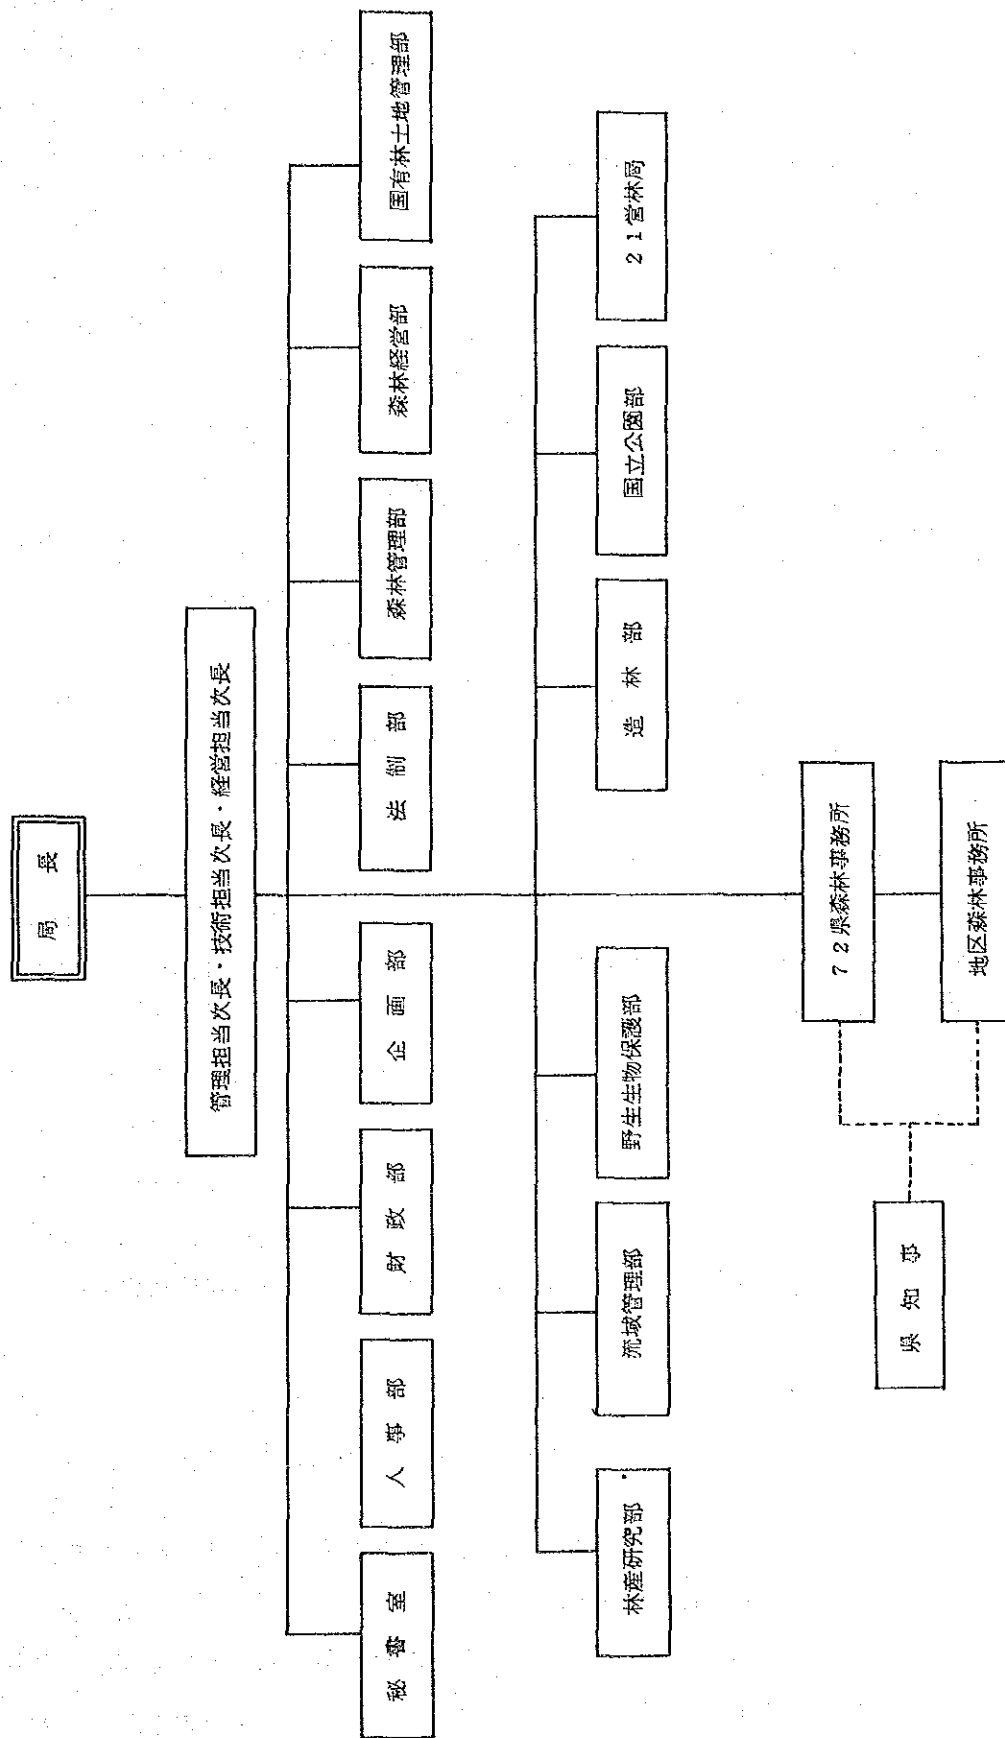 局 長
管理担当次長・技術担当次長・経営担当次長
秘 書 室
人 事 部
財 政 部
企 画 部
法 制 部
森林管理部
森林経営部
国有林土地管理部
林産研究部
流域管理部
野生生物保護部
造 林 部
国立公園部
21営林局
72県森林事務所
地区森林事務所
県 知 事